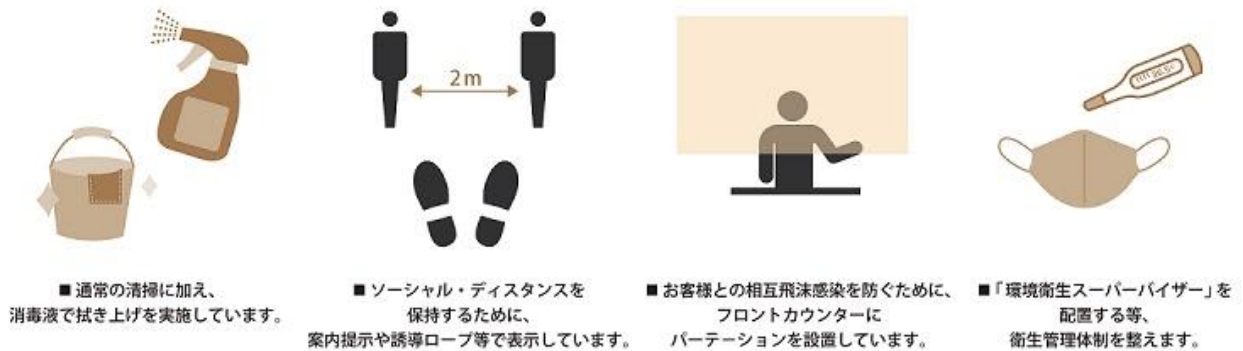 2m
■ 通常の清掃に加え、
消毒液で拭き上げを実施しています。
■ ソーシャル・ディスタンスを
保持するために、
案内提示や誘導ロープ等で表示しています。
■ お客様との相互飛沫感染を防ぐために、
フロントカウンターに
パーテーションを設置しています。
■「環境衛生スーパーバイザー」を
配置する等、
衛生管理体制を整えます。